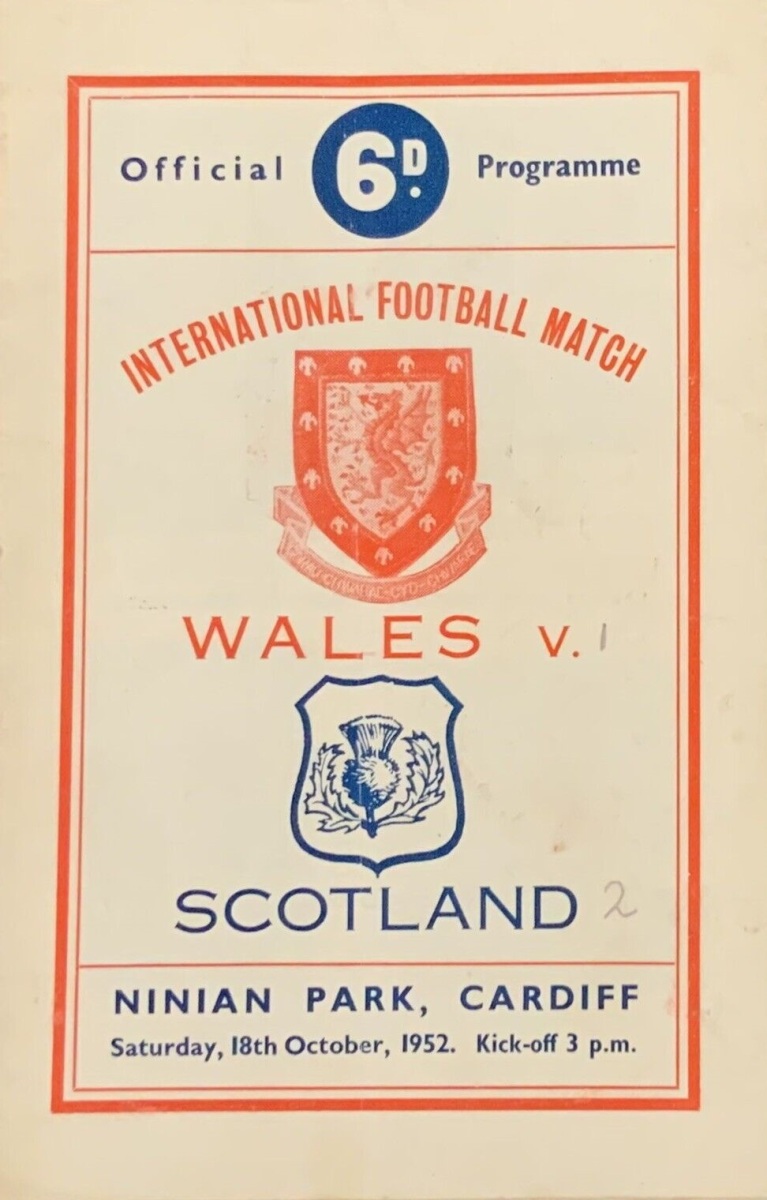 Official 6D. Programme
INTERNATIONAL FOOTBALL MATCH
WALES v. 1
SCOTLAND 2
NINIAN PARK, CARDIFF
Saturday, 18th October, 1952. Kick-off 3 p.m.